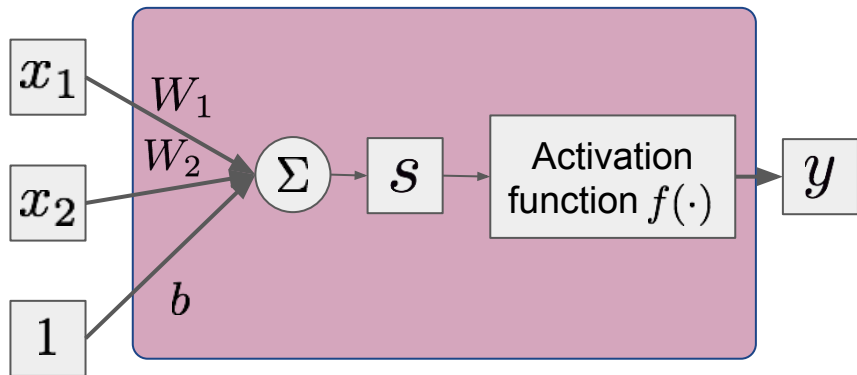 x₁
W₁
W₂
x₂
Σ
s
Activation
function f(·)
y
1
b